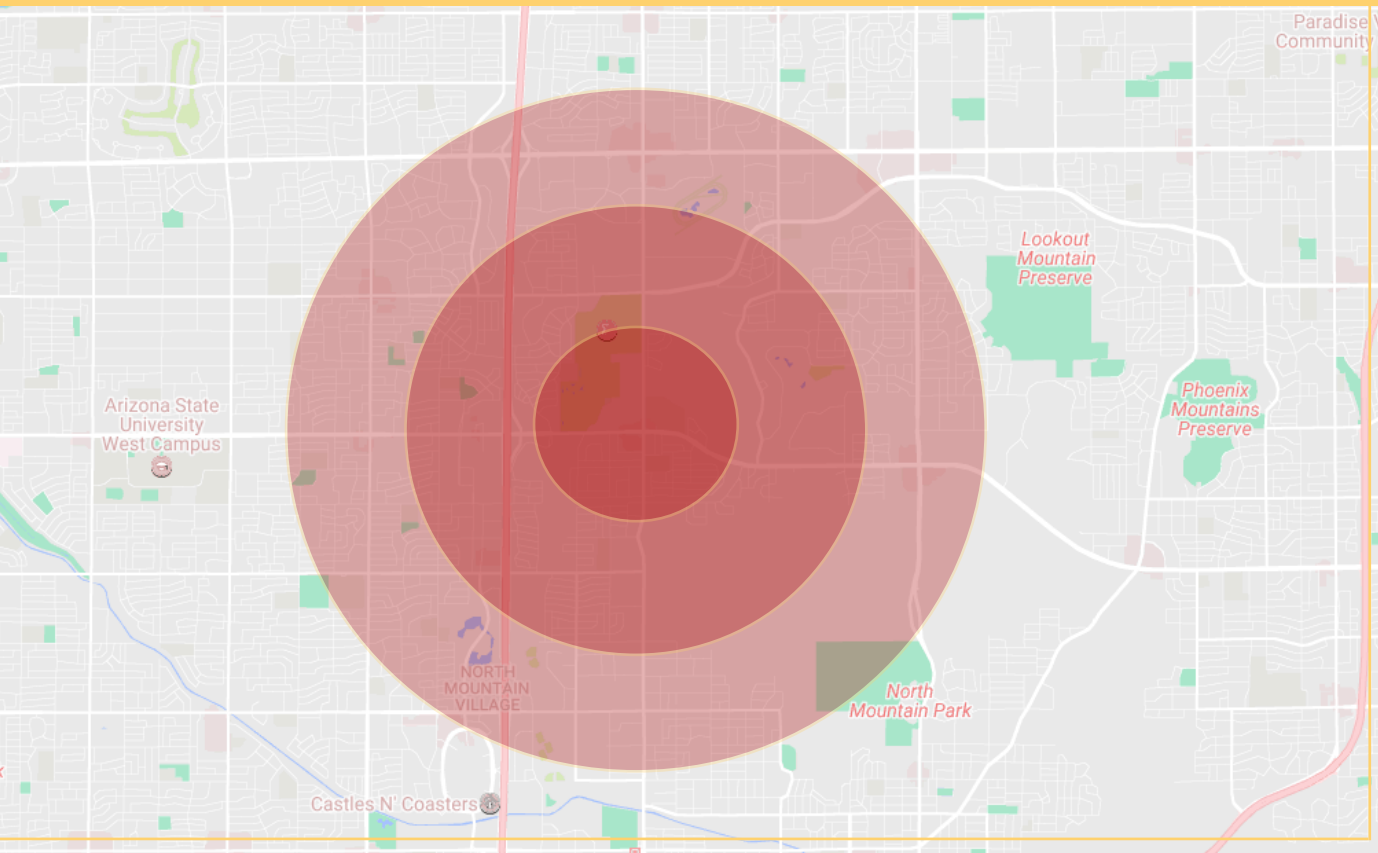 Paradise
Community
Lookout
Mountain
Preserve
Phoenix
Mountains
Preserve
Arizona State
University
West Campus
NORTH
MOUNTAIN
VILLAGE
North
Mountain Park
Castles N' Coasters